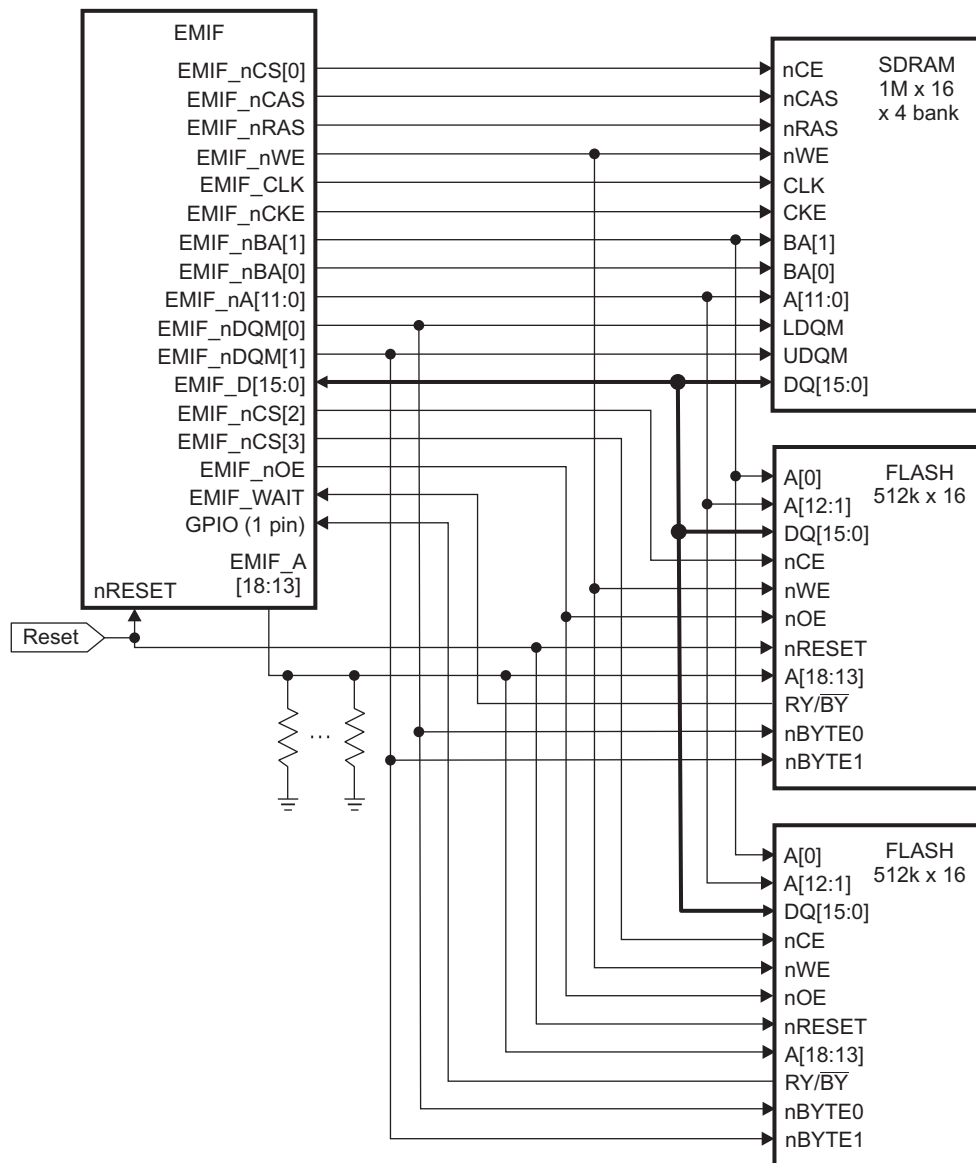 EMIF
EMIF_nCS[0]
EMIF_nCAS
EMIF_nRAS
EMIF_nWE
EMIF_CLK
EMIF_nCKE
EMIF_nBA[1]
EMIF_nBA[0]
EMIF_nA[11:0]
EMIF_nDQM[0]
EMIF_nDQM[1]
EMIF_D[15:0]
EMIF_nCS[2]
EMIF_nCS[3]
EMIF_nOE
EMIF_WAIT
GPIO (1 pin)
EMIF_A
[18:13]
nRESET
Reset
...
SDRAM
1M x 16
x 4 bank
nCE
nCAS
nRAS
nWE
CLK
CKE
BA[1]
BA[0]
A[11:0]
LDQM
UDQM
DQ[15:0]
FLASH
512k x 16
A[0]
A[12:1]
DQ[15:0]
nCE
nWE
nOE
nRESET
A[18:13]
RY/BY
nBYTE0
nBYTE1
FLASH
512k x 16
A[0]
A[12:1]
DQ[15:0]
nCE
nWE
nOE
nRESET
A[18:13]
RY/BY
nBYTE0
nBYTE1